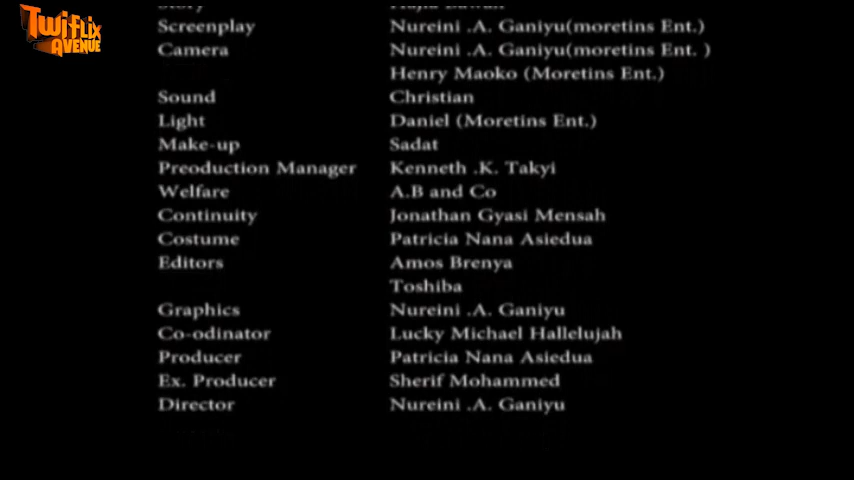 TwiFlix
AVENUE
Story
Screenplay Nureini .A. Ganiyu(moretins Ent.)
Camera Nureini .A. Ganiyu(moretins Ent. )
Henry Maoko (Moretins Ent.)
Sound Christian
Light Daniel (Moretins Ent.)
Make-up Sadat
Preoduction Manager Kenneth .K. Takyi
Welfare A.B and Co
Continuity Jonathan Gyasi Mensah
Costume Patricia Nana Asiedua
Editors Amos Brenya
Toshiba
Graphics Nureini .A. Ganiyu
Co-odinator Lucky Michael Hallelujah
Producer Patricia Nana Asiedua
Ex. Producer Sherif Mohammed
Director Nureini .A. Ganiyu